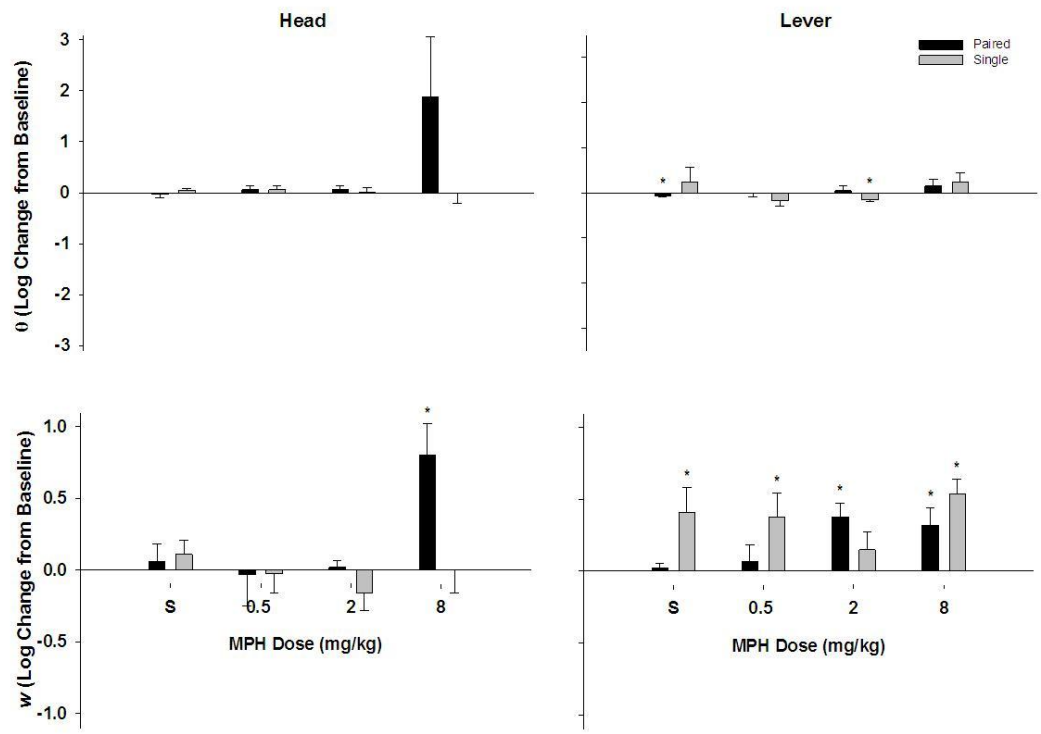 Head
Lever
Paired
Single
θ (Log Change from Baseline)
3
2
1
0
-1
-2
-3
*
*
w (Log Change from Baseline)
1.0
0.5
0.0
-0.5
-1.0
*
*
*
*
*
*
S
0.5
2
8
S
0.5
2
8
MPH Dose (mg/kg)
MPH Dose (mg/kg)